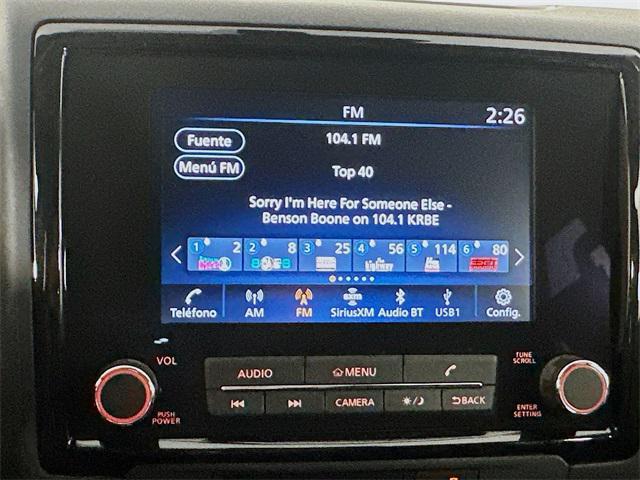 FM
2:26
Fuente
104.1 FM
Menú FM
Top 40
Sorry I'm Here For Someone Else -
Benson Boone on 104.1 KRBE
1 2 2 8 3 25 4 56 5 114 6 80
highway
Teléfono AM FM SiriusXM Audio BT USB1 Config.
VOL
AUDIO MENU
TUNE
SCROLL
PUSH
POWER
CAMERA BACK
ENTER
SETTING